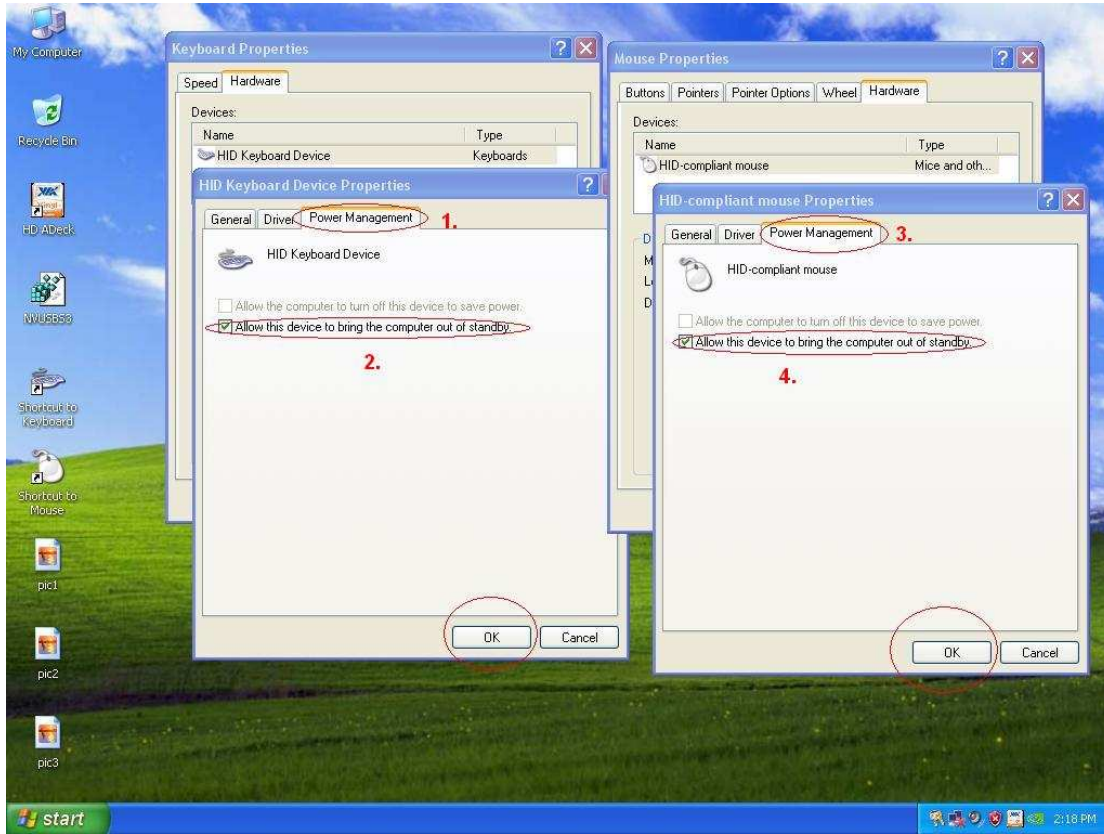 My Computer
Recycle Bin
HD ADeck
NVUSBS3
Shortcut to
Keyboard
Shortcut to
Mouse
pic1
pic2
pic3
Keyboard Properties
Speed
Hardware
Devices:
Name
Type
HID Keyboard Device
Keyboards
HID Keyboard Device Properties
General
Driver
Power Management
1.
HID Keyboard Device
Allow the computer to turn off this device to save power.
Allow this device to bring the computer out of standby.
2.
OK
Cancel
Mouse Properties
Buttons
Pointers
Pointer Options
Wheel
Hardware
Devices:
Name
Type
HID-compliant mouse
Mice and oth...
D
M
L
D
HID-compliant mouse Properties
General
Driver
Power Management
3.
HID-compliant mouse
Allow the computer to turn off this device to save power.
Allow this device to bring the computer out of standby.
4.
OK
Cancel
start
2:18 PM